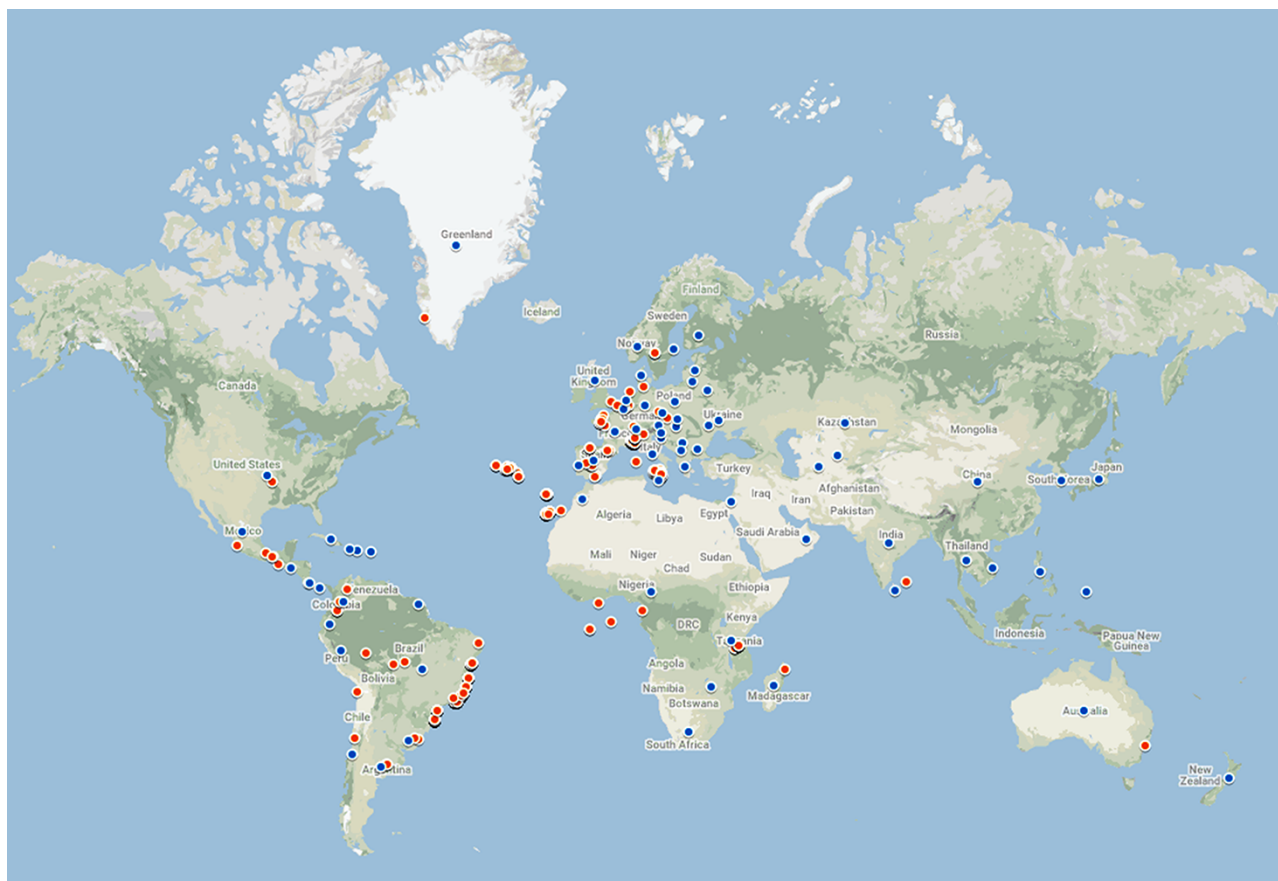 Greenland
Finland
Iceland
Sweden
Norway
Russia
United
Kingdom
Canada
Poland
Germany
Ukraine
Kazakhstan
Mongolia
France
Italy
Spain
United States
Turkey
China
South Korea
Japan
Afghanistan
Iraq
Iran
Pakistan
Algeria
Libya
Egypt
Mexico
Saudi Arabia
India
Thailand
Mali
Niger
Sudan
Chad
Nigeria
Ethiopia
Venezuela
Colombia
Kenya
DRC
Tanzania
Indonesia
Papua New
Guinea
Brazil
Peru
Bolivia
Angola
Namibia
Botswana
Madagascar
Chile
Australia
South Africa
Argentina
New
Zealand